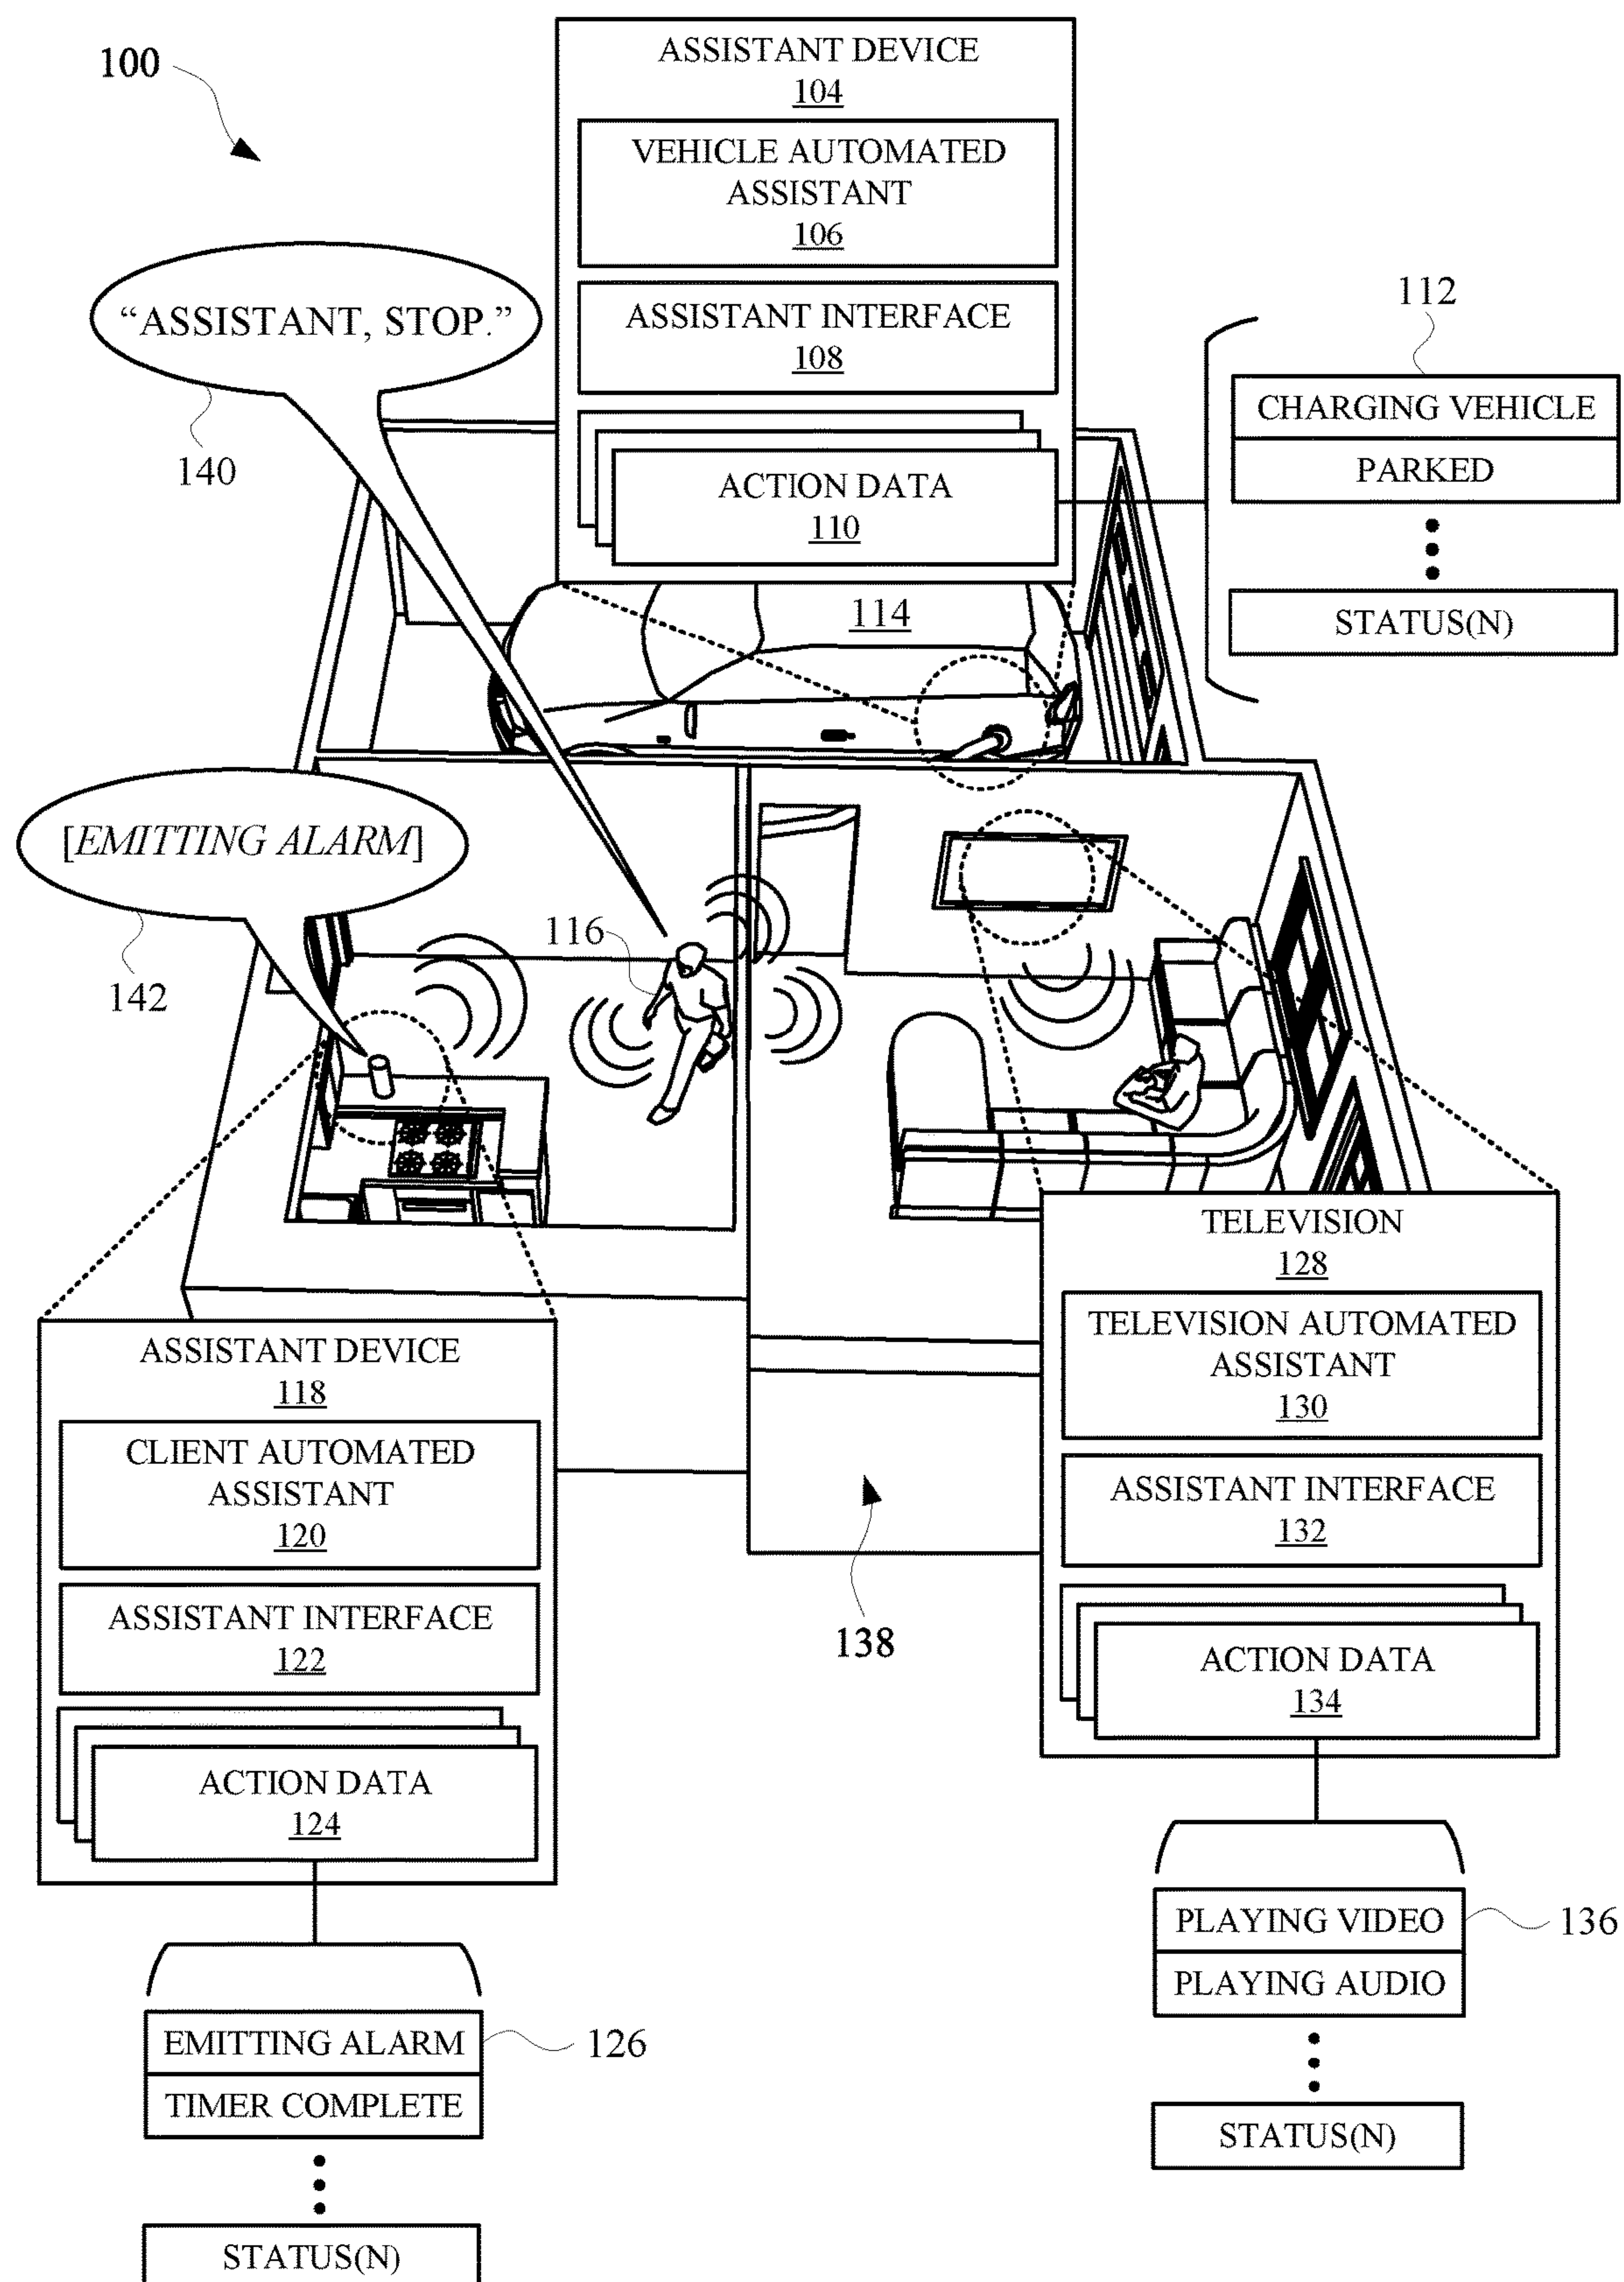 100
ASSISTANT DEVICE
104
VEHICLE AUTOMATED
ASSISTANT
106
ASSISTANT INTERFACE
108
ACTION DATA
110
112
CHARGING VEHICLE
PARKED
STATUS(N)
“ASSISTANT, STOP.”
140
114
[EMITTING ALARM]
142
116
ASSISTANT DEVICE
118
CLIENT AUTOMATED
ASSISTANT
120
ASSISTANT INTERFACE
122
ACTION DATA
124
EMITTING ALARM
126
TIMER COMPLETE
STATUS(N)
138
TELEVISION
128
TELEVISION AUTOMATED
ASSISTANT
130
ASSISTANT INTERFACE
132
ACTION DATA
134
PLAYING VIDEO
136
PLAYING AUDIO
STATUS(N)